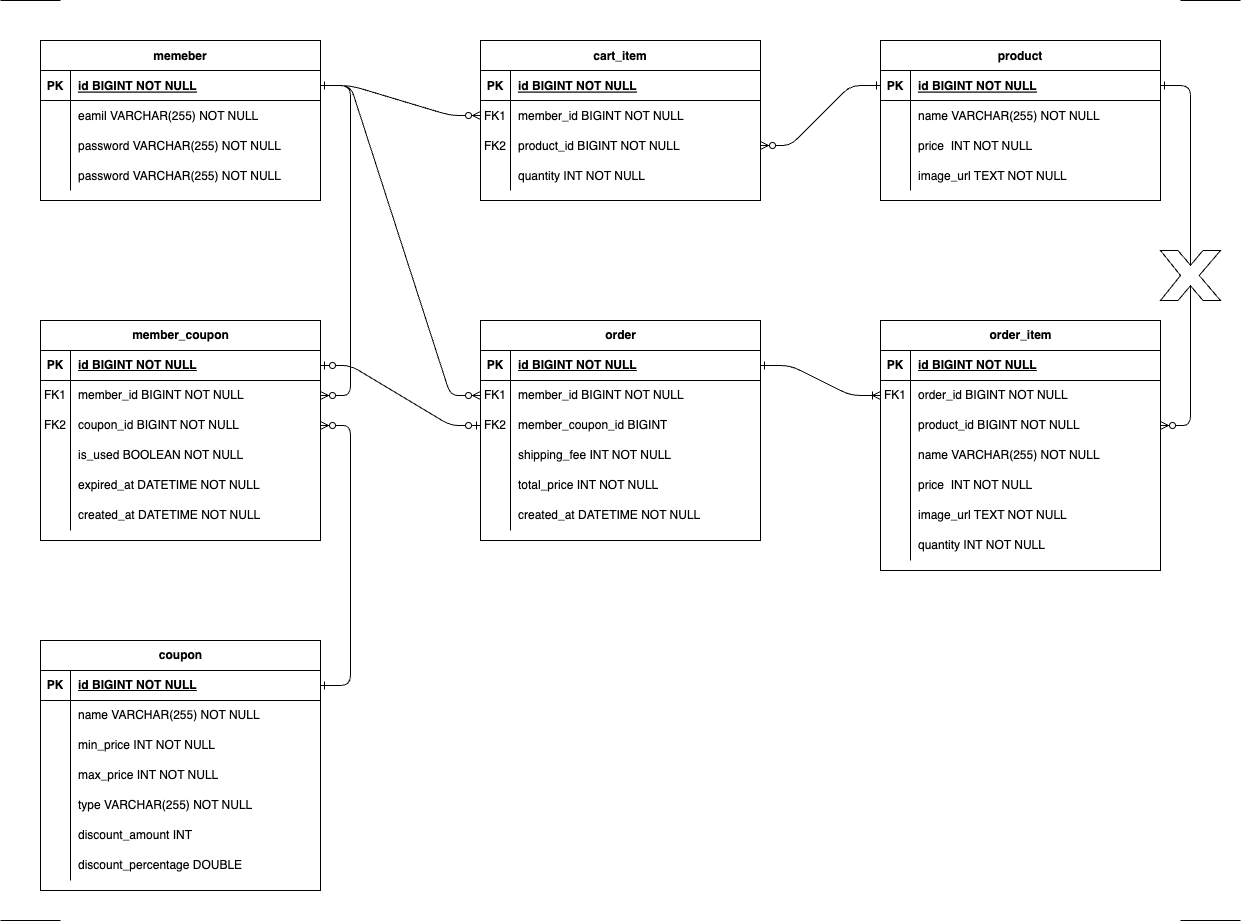 memeber
PK id BIGINT NOT NULL
eamil VARCHAR(255) NOT NULL
password VARCHAR(255) NOT NULL
password VARCHAR(255) NOT NULL
cart_item
PK id BIGINT NOT NULL
FK1 member_id BIGINT NOT NULL
FK2 product_id BIGINT NOT NULL
quantity INT NOT NULL
product
PK id BIGINT NOT NULL
name VARCHAR(255) NOT NULL
price INT NOT NULL
image_url TEXT NOT NULL
member_coupon
PK id BIGINT NOT NULL
FK1 member_id BIGINT NOT NULL
FK2 coupon_id BIGINT NOT NULL
is_used BOOLEAN NOT NULL
expired_at DATETIME NOT NULL
created_at DATETIME NOT NULL
order
PK id BIGINT NOT NULL
FK1 member_id BIGINT NOT NULL
FK2 member_coupon_id BIGINT
shipping_fee INT NOT NULL
total_price INT NOT NULL
created_at DATETIME NOT NULL
order_item
PK id BIGINT NOT NULL
FK1 order_id BIGINT NOT NULL
product_id BIGINT NOT NULL
name VARCHAR(255) NOT NULL
price INT NOT NULL
image_url TEXT NOT NULL
quantity INT NOT NULL
coupon
PK id BIGINT NOT NULL
name VARCHAR(255) NOT NULL
min_price INT NOT NULL
max_price INT NOT NULL
type VARCHAR(255) NOT NULL
discount_amount INT
discount_percentage DOUBLE